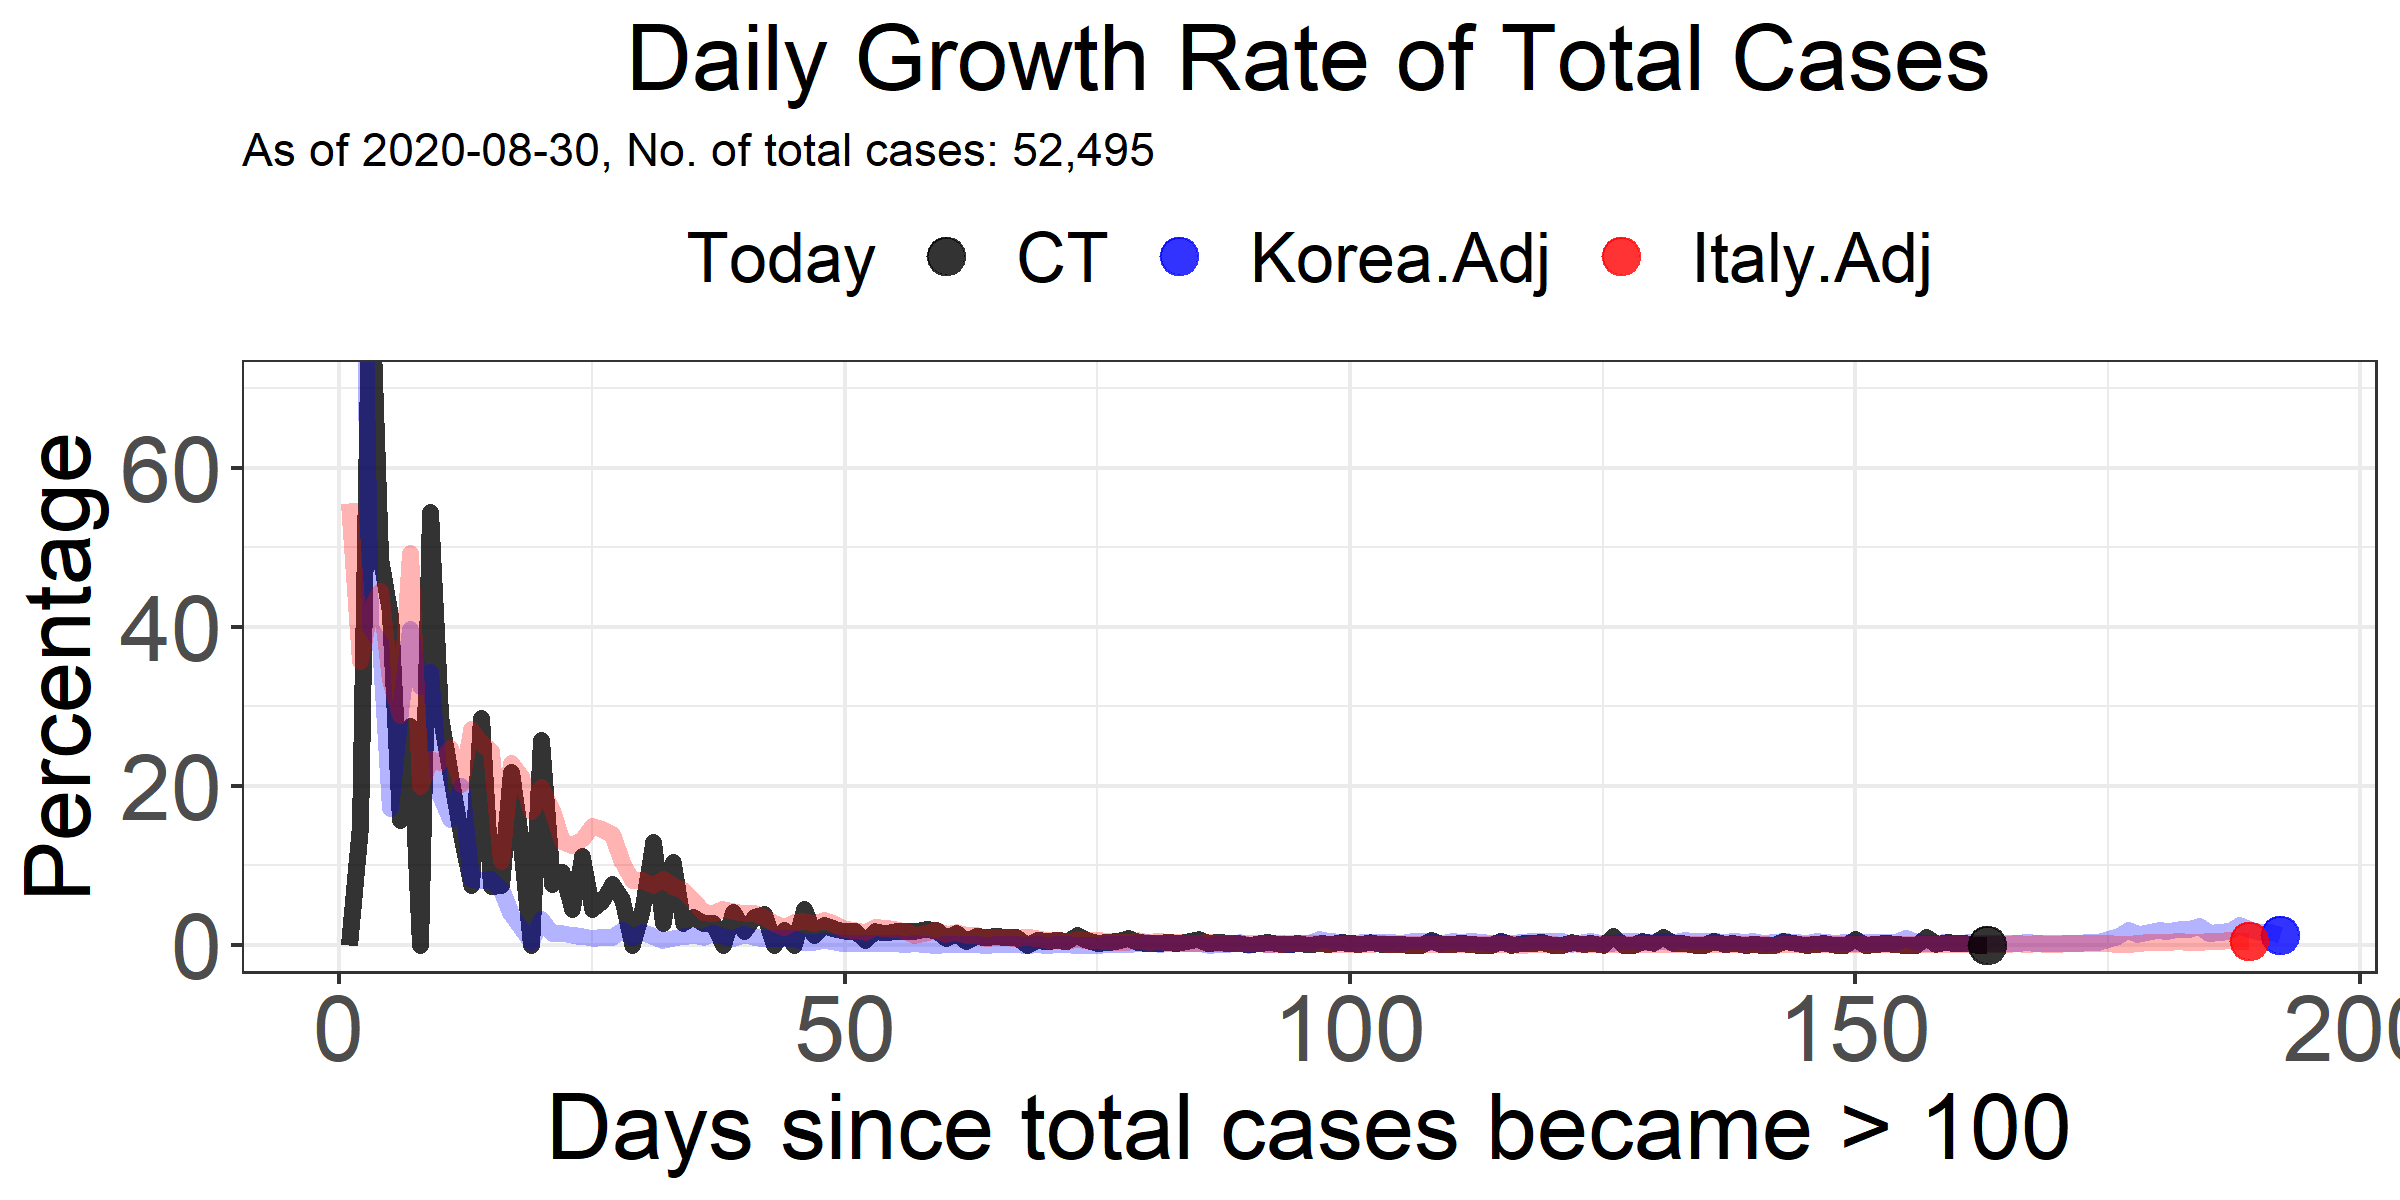 Daily Growth Rate of Total Cases
As of 2020-08-30, No. of total cases: 52,495
Today CT Korea.Adj Italy.Adj
Percentage
60
40
20
0
0 50 100 150 200
Days since total cases became > 100